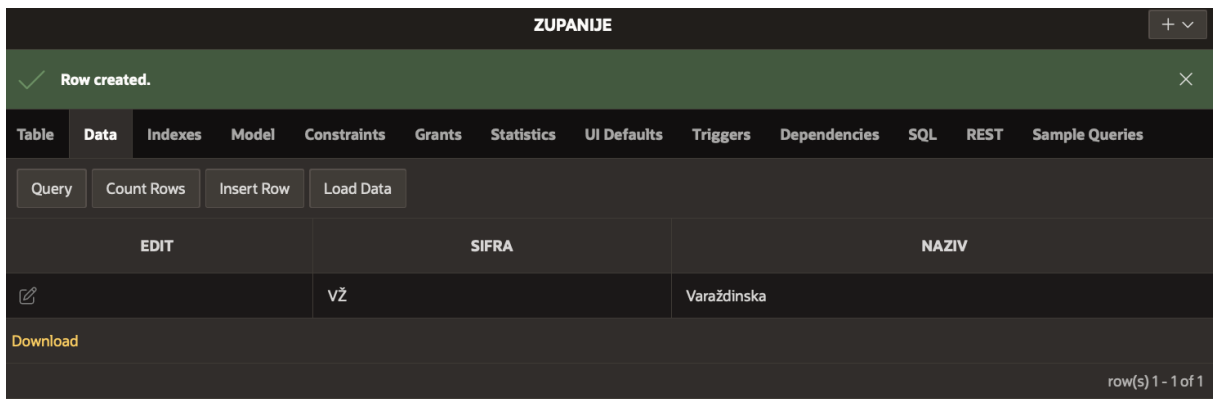 ZUPANIJE
Row created.
Table Data Indexes Model Constraints Grants Statistics UI Defaults Triggers Dependencies SQL REST Sample Queries
Query Count Rows Insert Row Load Data
EDIT SIFRA NAZIV
VŽ Varaždinska
Download
row(s) 1 - 1 of 1